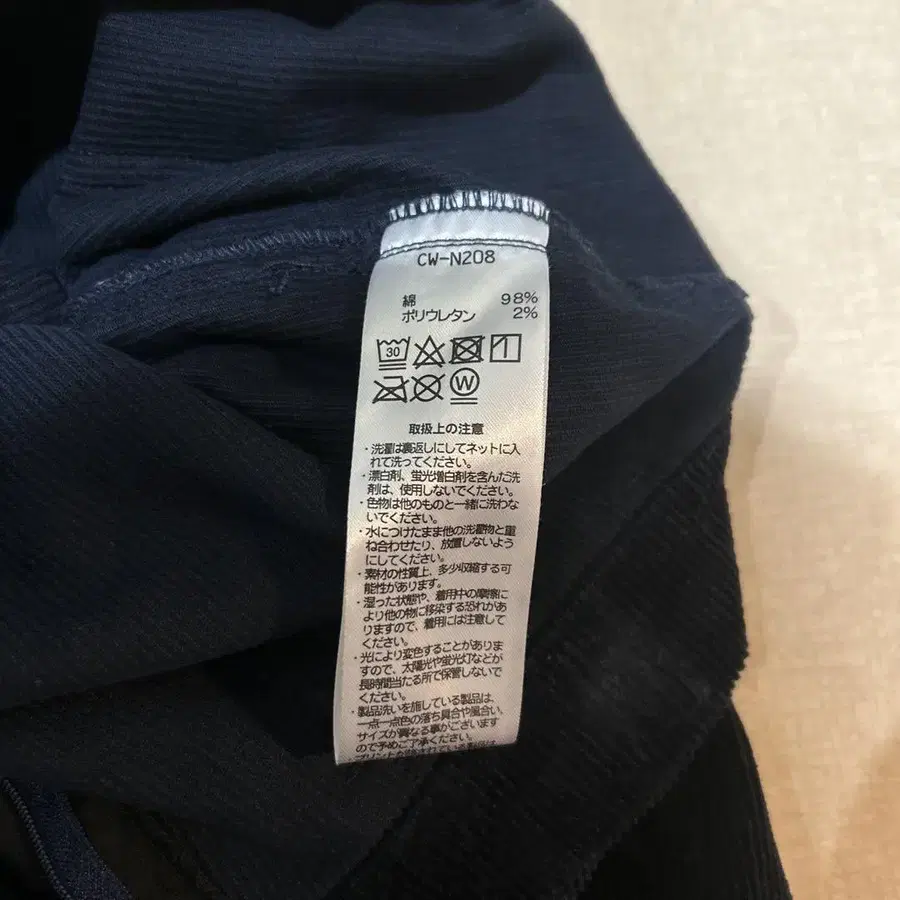 CW-N208
綿 98%
ポリウレタン 2%
30
W
取扱上の注意
・洗濯は裏返しにしてネットに入
れて洗ってください。
・漂白剤、蛍光増白剤を含んだ洗
剤は、使用しないでください。
・色物は他のものと一緒に洗わな
いでください。
・水につけたまま他の洗濯物と重
ね合わせたり、放置しないよう
にしてください。
・素材の性質上、多少収縮する可
能性があります。
・湿った状態や、着用中の摩擦に
より他の物に移染する恐れがあ
りますので、着用には注意して
ください。
・光により変色することがありま
すので、太陽光や蛍光灯などが
長時間当たる所で保管しないで
ください。
・製品洗いを施している製品は、
一点一点色の落ち具合や風合い、
サイズが異なる事がございます
ので予めご了承ください。